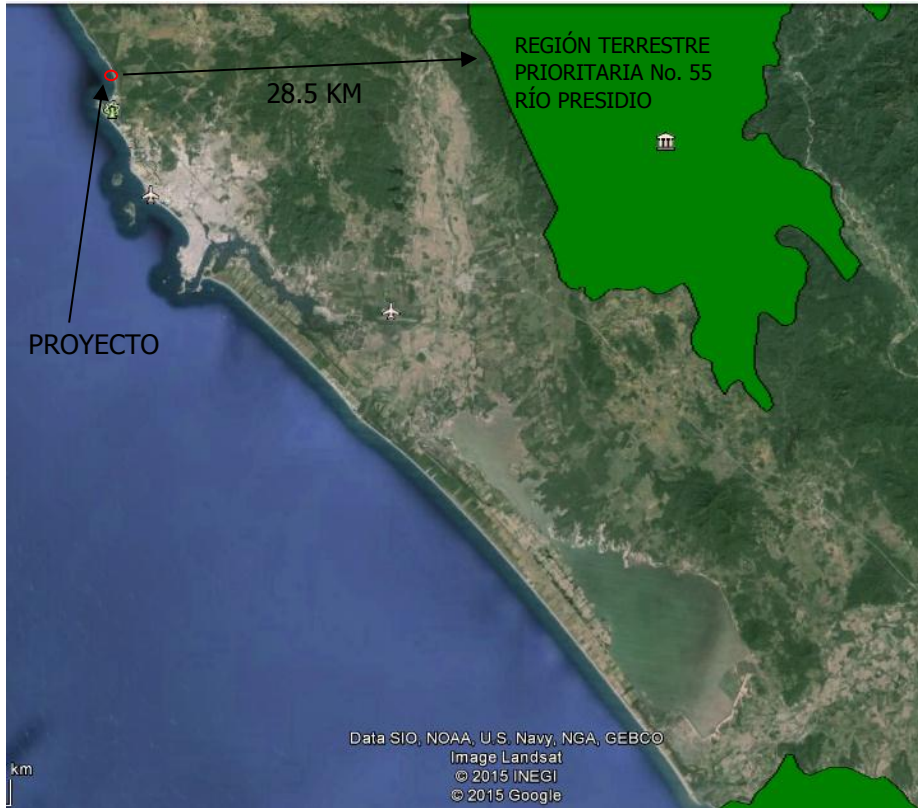 REGIÓN TERRESTRE
PRIORITARIA No. 55
RÍO PRESIDIO
28.5 KM
PROYECTO
Data SIO, NOAA, U.S. Navy, NGA, GEBCO
Image Landsat
© 2015 INEGI
© 2015 Google
km